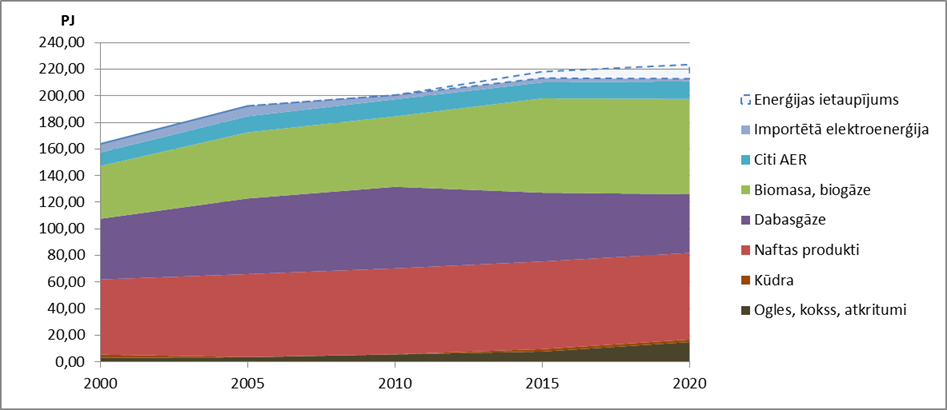 PJ
240,00
220,00
200,00
180,00
160,00
140,00
120,00
100,00
80,00
60,00
40,00
20,00
0,00
2000 2005 2010 2015 2020
Enerģijas ietaupījums
Importētā elektroenerģija
Citi AER
Biomasa, biogāze
Dabasgāze
Naftas produkti
Kūdra
Ogles, kokss, atkritumi